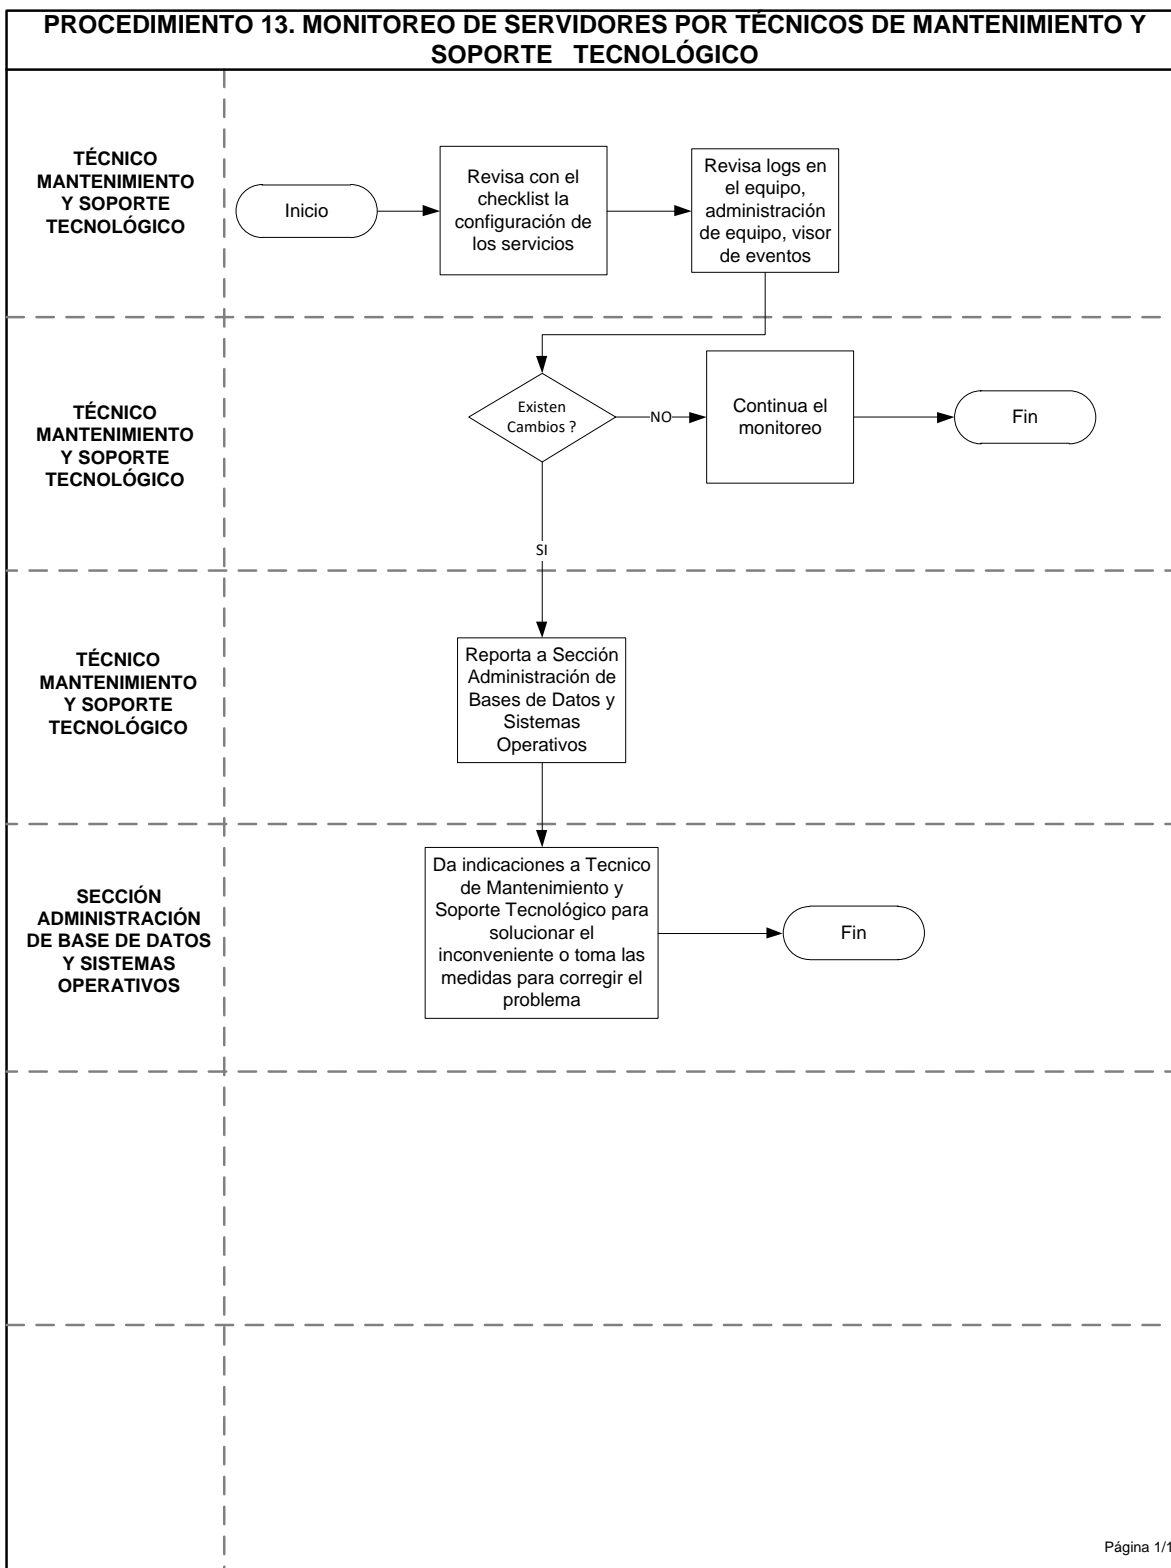 PROCEDIMIENTO 13. MONITOREO DE SERVIDORES POR TÉCNICOS DE MANTENIMIENTO Y
SOPORTE TECNOLÓGICO
TÉCNICO
MANTENIMIENTO
Y SOPORTE
TECNOLÓGICO
Inicio
Revisa con el
checklist la
configuración de
los servicios
Revisa logs en
el equipo,
administración
de equipo, visor
de eventos
TÉCNICO
MANTENIMIENTO
Y SOPORTE
TECNOLÓGICO
Existen
Cambios ?
NO
Continua el
monitoreo
Fin
SI
TÉCNICO
MANTENIMIENTO
Y SOPORTE
TECNOLÓGICO
Reporta a Sección
Administración de
Bases de Datos y
Sistemas
Operativos
SECCIÓN
ADMINISTRACIÓN
DE BASE DE DATOS
Y SISTEMAS
OPERATIVOS
Da indicaciones a Tecnico
de Mantenimiento y
Soporte Tecnológico para
solucionar el
inconveniente o toma las
medidas para corregir el
problema
Fin
Página 1/1